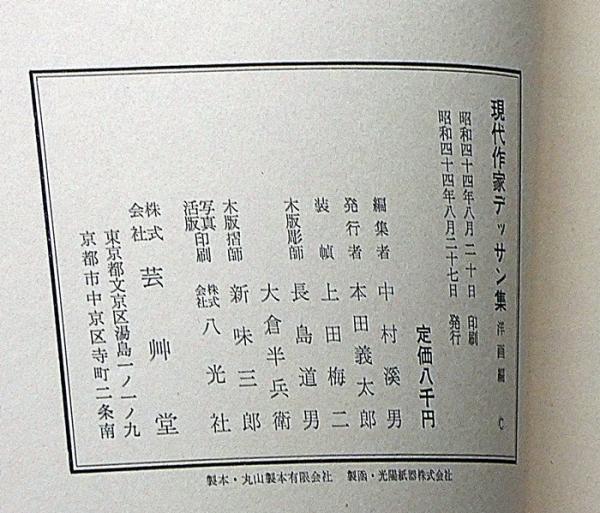 現代作家デッサン集 洋画編 C
昭和四十四年八月二十日 印刷
昭和四十四年八月二十七日 発行
定価八千円
編集者 中村溪男
発行者 本田義太郎
装幀 上田梅二
木版彫師 長島道男
大倉半兵衛
木版摺師 新味三郎
写真印刷
活版 株式会社 八光社
株式会社 芸艸堂
東京都文京区湯島一ノ一ノ九
京都市中京区寺町二条南
製本・丸山製本有限会社 製函・光陽紙器株式会社